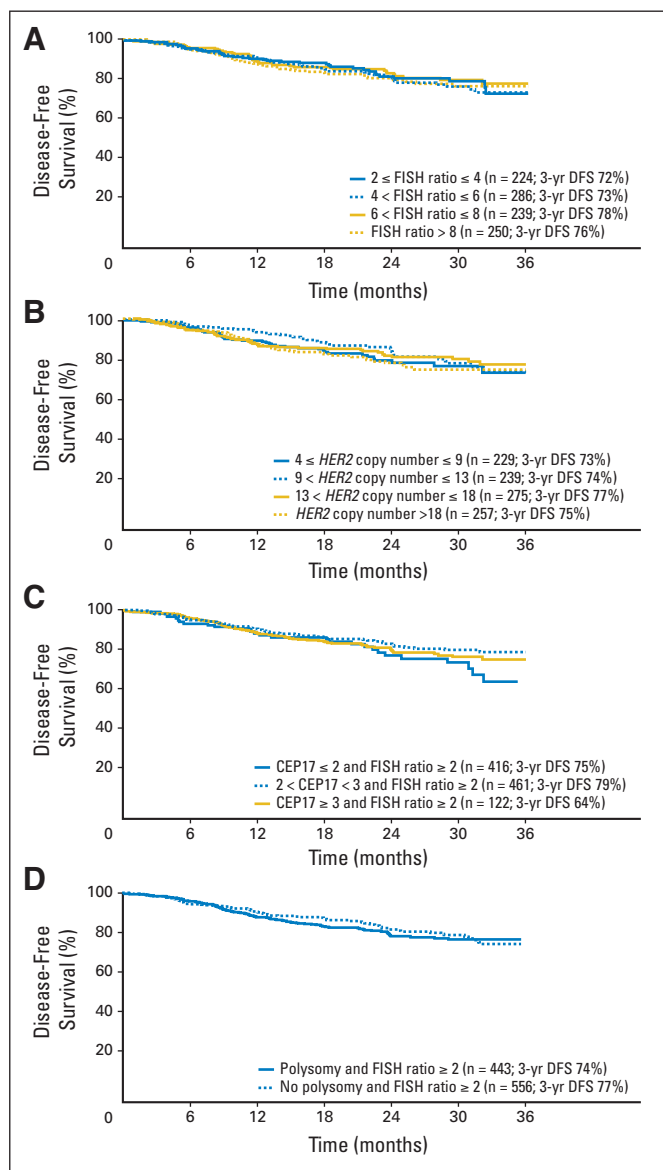 A
Disease-Free
Survival (%)
100
80
60
40
20
0
6
12
18
24
30
36
2 ≤ FISH ratio ≤ 4 (n = 224; 3-yr DFS 72%)
4 < FISH ratio ≤ 6 (n = 286; 3-yr DFS 73%)
6 < FISH ratio ≤ 8 (n = 239; 3-yr DFS 78%)
FISH ratio > 8 (n = 250; 3-yr DFS 76%)
Time (months)
B
Disease-Free
Survival (%)
100
80
60
40
20
0
6
12
18
24
30
36
4 ≤ HER2 copy number ≤ 9 (n = 229; 3-yr DFS 73%)
9 < HER2 copy number ≤ 13 (n = 239; 3-yr DFS 74%)
13 < HER2 copy number ≤ 18 (n = 275; 3-yr DFS 77%)
HER2 copy number >18 (n = 257; 3-yr DFS 75%)
Time (months)
C
Disease-Free
Survival (%)
100
80
60
40
20
0
6
12
18
24
30
36
CEP17 ≤ 2 and FISH ratio ≥ 2 (n = 416; 3-yr DFS 75%)
2 < CEP17 < 3 and FISH ratio ≥ 2 (n = 461; 3-yr DFS 79%)
CEP17 ≥ 3 and FISH ratio ≥ 2 (n = 122; 3-yr DFS 64%)
Time (months)
D
Disease-Free
Survival (%)
100
80
60
40
20
0
6
12
18
24
30
36
Polysomy and FISH ratio ≥ 2 (n = 443; 3-yr DFS 74%)
No polysomy and FISH ratio ≥ 2 (n = 556; 3-yr DFS 77%)
Time (months)